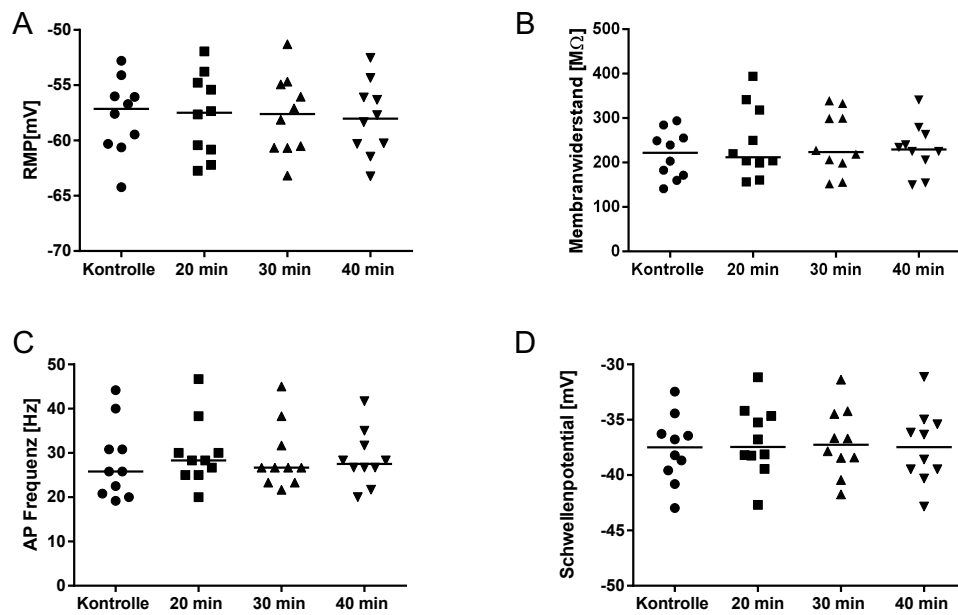 A
RMP[mV]
-50
-55
-60
-65
-70
Kontrolle 20 min 30 min 40 min
B
Membranwiderstand [MΩ]
500
400
300
200
100
0
Kontrolle 20 min 30 min 40 min
C
AP Frequenz [Hz]
50
40
30
20
10
0
Kontrolle 20 min 30 min 40 min
D
Schwellenpotential [mV]
-30
-35
-40
-45
-50
Kontrolle 20 min 30 min 40 min